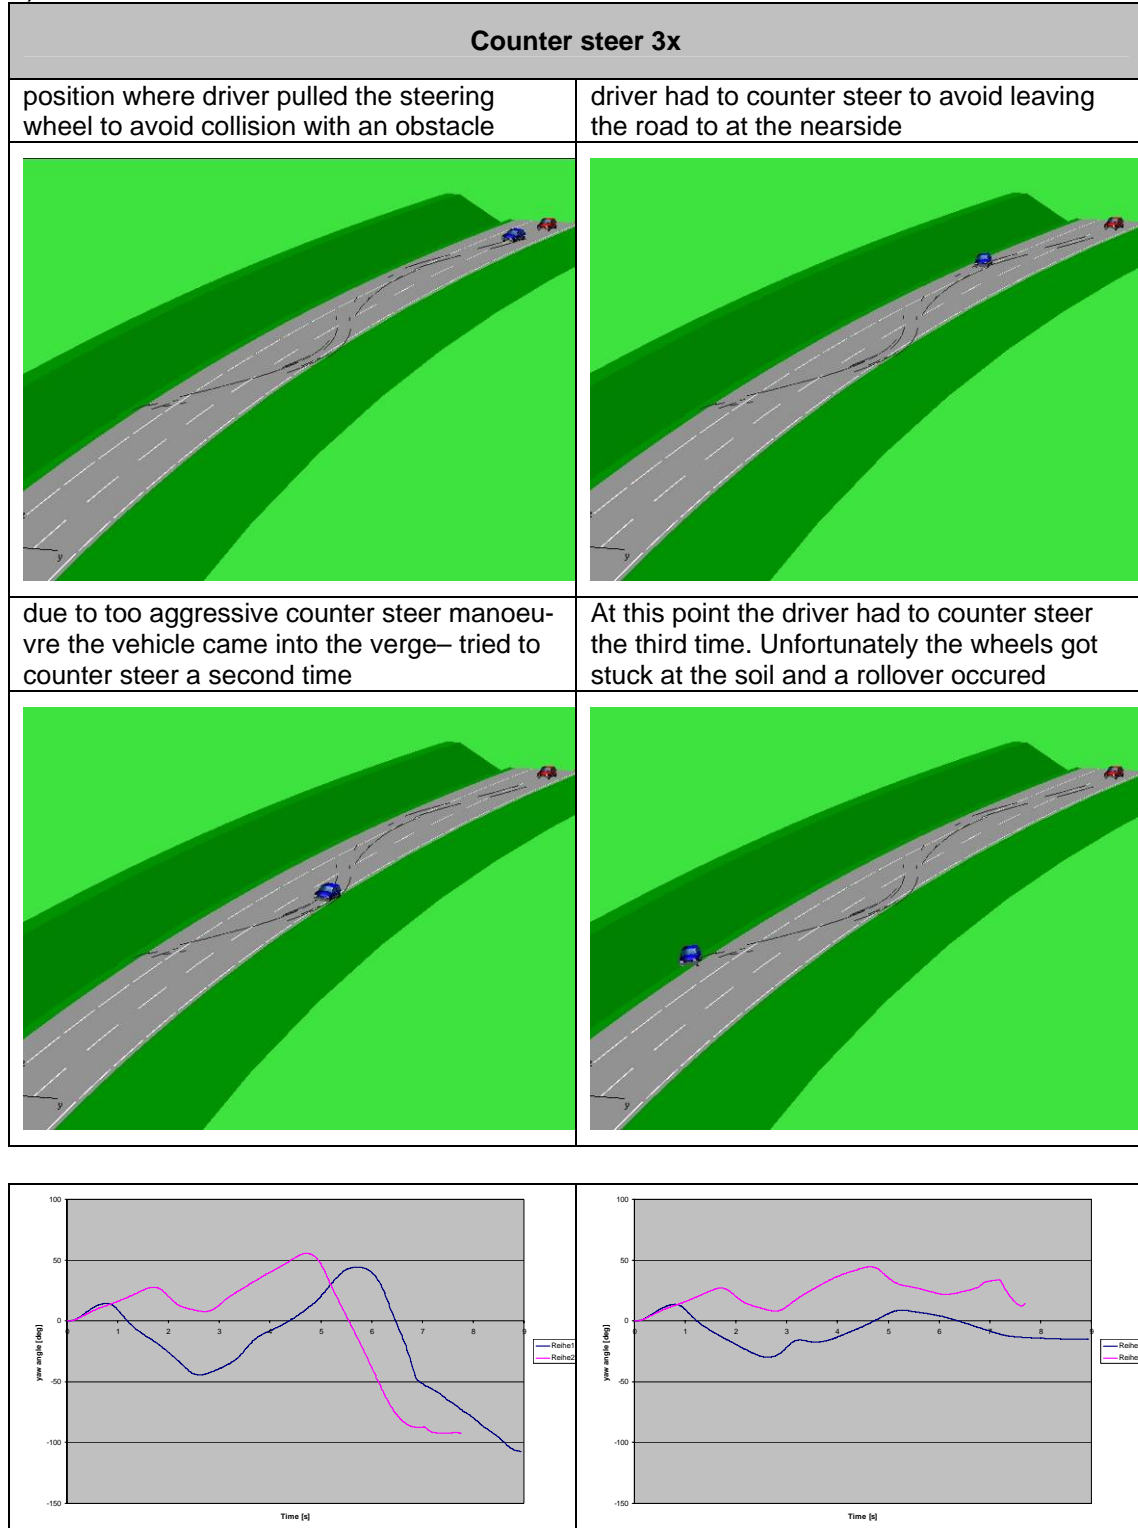 Counter steer 3x
position where driver pulled the steering
wheel to avoid collision with an obstacle
driver had to counter steer to avoid leaving
the road to at the nearside
y
y
due to too aggressive counter steer manoeu-
vre the vehicle came into the verge– tried to
counter steer a second time
At this point the driver had to counter steer
the third time. Unfortunately the wheels got
stuck at the soil and a rollover occured
y
y
100
50
0
-50
-100
-150
0 1 2 3 4 5 6 7 8 9
yaw angle [deg]
Time [s]
Reihe1
Reihe2
100
50
0
-50
-100
-150
0 1 2 3 4 5 6 7 8 9
yaw angle [deg]
Time [s]
Reihe
Reihe